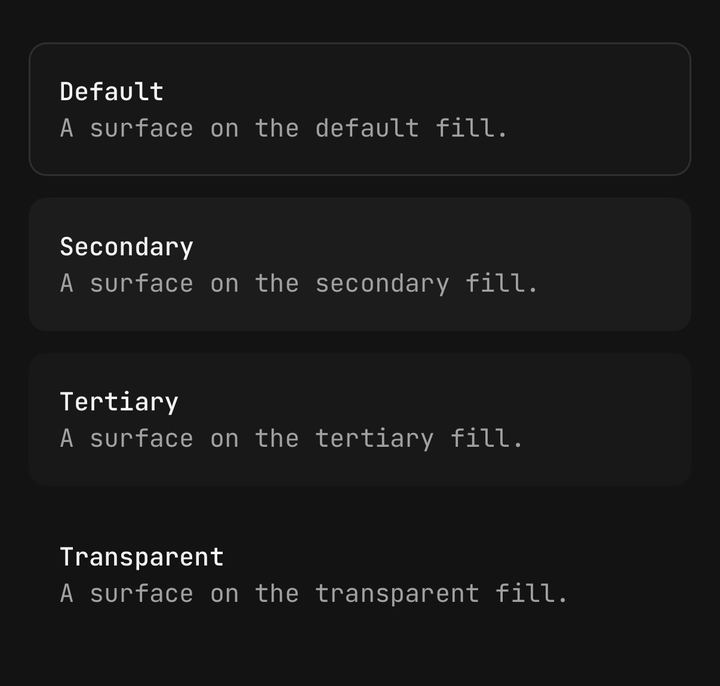 Default
A surface on the default fill.
Secondary
A surface on the secondary fill.
Tertiary
A surface on the tertiary fill.
Transparent
A surface on the transparent fill.